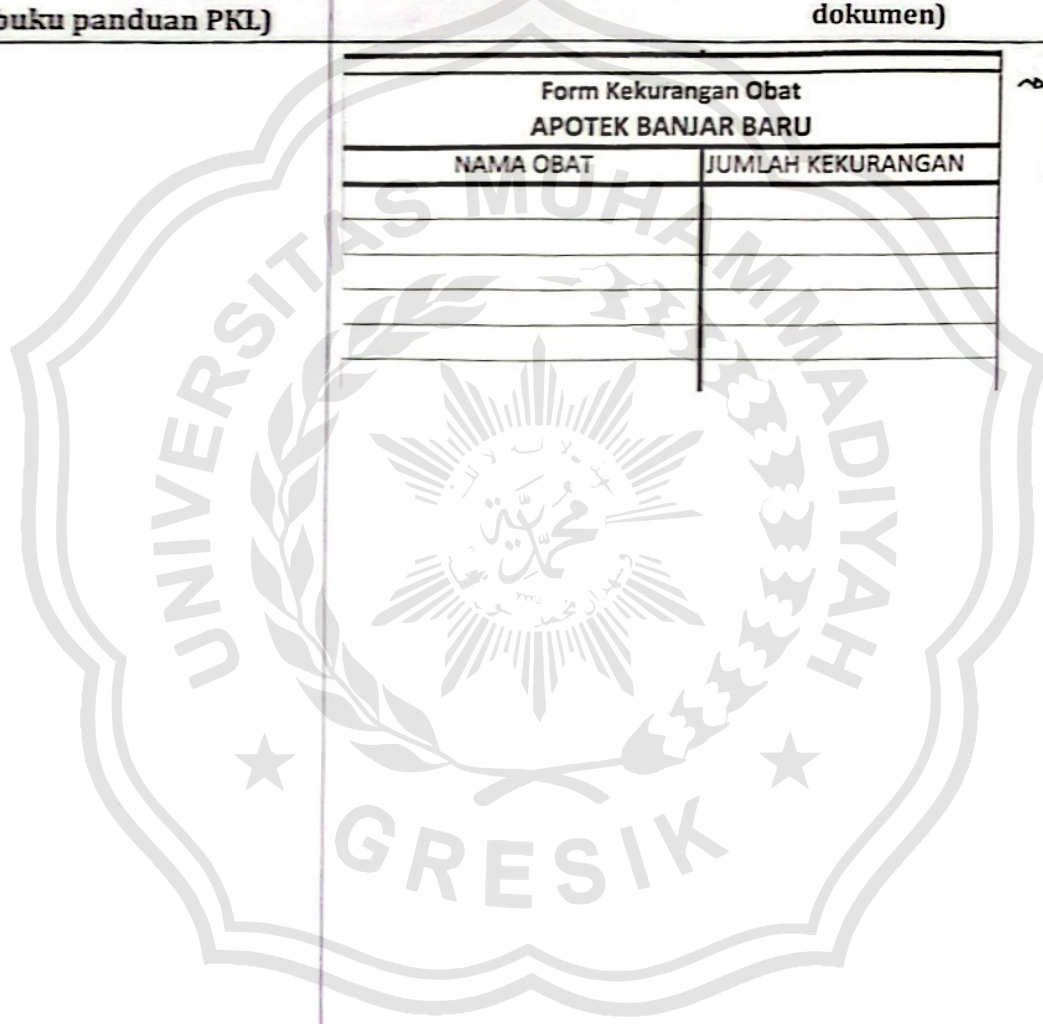 buku panduan PKL)
dokumen)
Form Kekurangan Obat
APOTEK BANJAR BARU
NAMA OBAT
JUMLAH KEKURANGAN
UNIVERSITAS MUHAMMADIYAH
GRESIK